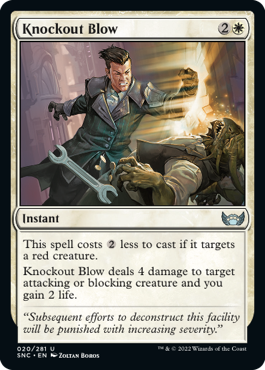 Knockout Blow 2
Instant
This spell costs 2 less to cast if it targets
a red creature.
Knockout Blow deals 4 damage to target
attacking or blocking creature and you
gain 2 life.
“Subsequent efforts to deconstruct this facility
will be punished with increasing severity.”
020/281 U
SNC • EN Zoltan Boros
™ & © 2022 Wizards of the Coast